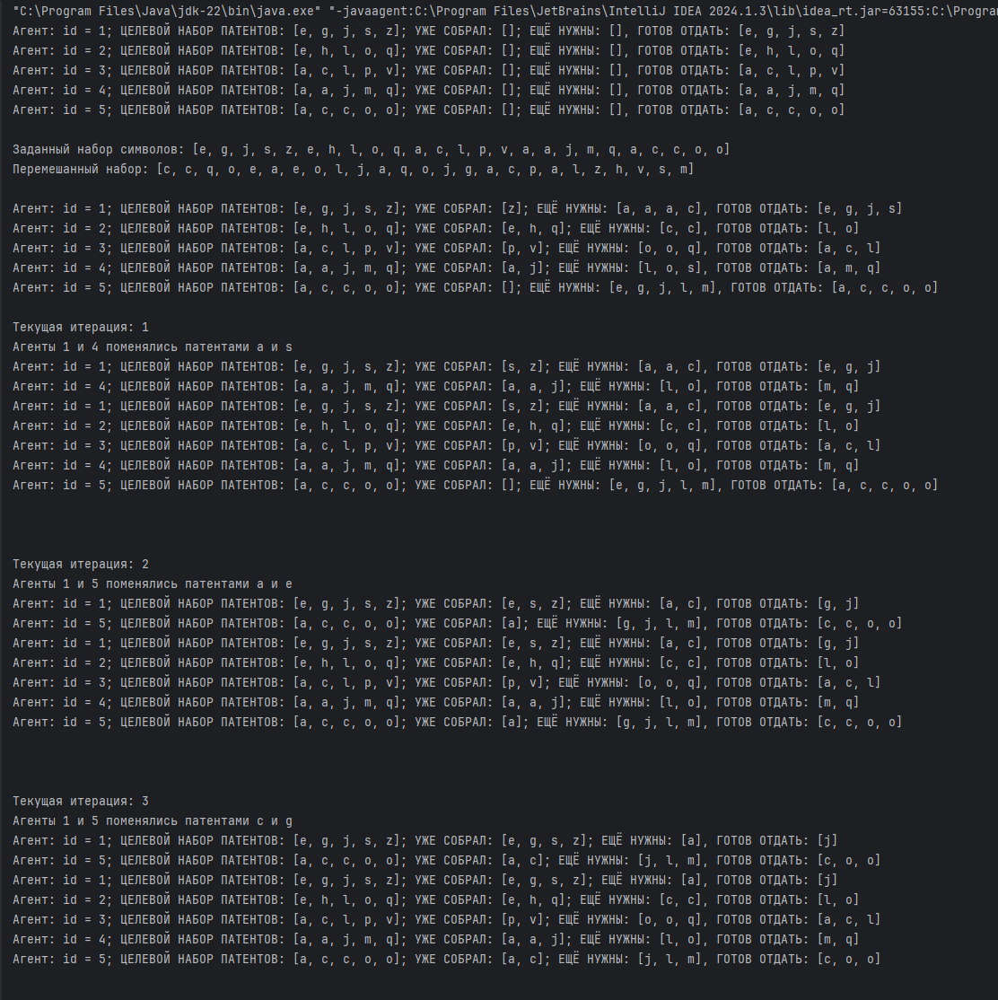 "C:\Program Files\Java\jdk-22\bin\java.exe" "-javaagent:C:\Program Files\JetBrains\IntelliJ IDEA 2024.1.3\lib\idea_rt.jar=63155:C:\Program
Агент: id = 1; ЦЕЛЕВОЙ НАБОР ПАТЕНТОВ: [e, g, j, s, z]; УЖЕ СОБРАЛ: []; ЕЩЁ НУЖНЫ: [], ГОТОВ ОТДАТЬ: [e, g, j, s, z]
Агент: id = 2; ЦЕЛЕВОЙ НАБОР ПАТЕНТОВ: [e, h, l, o, q]; УЖЕ СОБРАЛ: []; ЕЩЁ НУЖНЫ: [], ГОТОВ ОТДАТЬ: [e, h, l, o, q]
Агент: id = 3; ЦЕЛЕВОЙ НАБОР ПАТЕНТОВ: [a, c, l, p, v]; УЖЕ СОБРАЛ: []; ЕЩЁ НУЖНЫ: [], ГОТОВ ОТДАТЬ: [a, c, l, p, v]
Агент: id = 4; ЦЕЛЕВОЙ НАБОР ПАТЕНТОВ: [a, a, j, m, q]; УЖЕ СОБРАЛ: []; ЕЩЁ НУЖНЫ: [], ГОТОВ ОТДАТЬ: [a, a, j, m, q]
Агент: id = 5; ЦЕЛЕВОЙ НАБОР ПАТЕНТОВ: [a, c, c, o, o]; УЖЕ СОБРАЛ: []; ЕЩЁ НУЖНЫ: [], ГОТОВ ОТДАТЬ: [a, c, c, o, o]
Заданный набор символов: [e, g, j, s, z, e, h, l, o, q, a, c, l, p, v, a, a, j, m, q, a, c, c, o, o]
Перемешанный набор: [c, c, q, o, e, a, e, o, l, j, a, q, o, j, g, a, c, p, a, l, z, h, v, s, m]
Агент: id = 1; ЦЕЛЕВОЙ НАБОР ПАТЕНТОВ: [e, g, j, s, z]; УЖЕ СОБРАЛ: [z]; ЕЩЁ НУЖНЫ: [a, a, a, c], ГОТОВ ОТДАТЬ: [e, g, j, s]
Агент: id = 2; ЦЕЛЕВОЙ НАБОР ПАТЕНТОВ: [e, h, l, o, q]; УЖЕ СОБРАЛ: [e, h, q]; ЕЩЁ НУЖНЫ: [c, c], ГОТОВ ОТДАТЬ: [l, o]
Агент: id = 3; ЦЕЛЕВОЙ НАБОР ПАТЕНТОВ: [a, c, l, p, v]; УЖЕ СОБРАЛ: [p, v]; ЕЩЁ НУЖНЫ: [o, o, q], ГОТОВ ОТДАТЬ: [a, c, l]
Агент: id = 4; ЦЕЛЕВОЙ НАБОР ПАТЕНТОВ: [a, a, j, m, q]; УЖЕ СОБРАЛ: [a, j]; ЕЩЁ НУЖНЫ: [l, o, s], ГОТОВ ОТДАТЬ: [a, m, q]
Агент: id = 5; ЦЕЛЕВОЙ НАБОР ПАТЕНТОВ: [a, c, c, o, o]; УЖЕ СОБРАЛ: []; ЕЩЁ НУЖНЫ: [e, g, j, l, m], ГОТОВ ОТДАТЬ: [a, c, c, o, o]
Текущая итерация: 1
Агенты 1 и 4 поменялись патентами a и s
Агент: id = 1; ЦЕЛЕВОЙ НАБОР ПАТЕНТОВ: [e, g, j, s, z]; УЖЕ СОБРАЛ: [s, z]; ЕЩЁ НУЖНЫ: [a, a, c], ГОТОВ ОТДАТЬ: [e, g, j]
Агент: id = 4; ЦЕЛЕВОЙ НАБОР ПАТЕНТОВ: [a, a, j, m, q]; УЖЕ СОБРАЛ: [a, a, j]; ЕЩЁ НУЖНЫ: [l, o], ГОТОВ ОТДАТЬ: [m, q]
Агент: id = 1; ЦЕЛЕВОЙ НАБОР ПАТЕНТОВ: [e, g, j, s, z]; УЖЕ СОБРАЛ: [s, z]; ЕЩЁ НУЖНЫ: [a, a, c], ГОТОВ ОТДАТЬ: [e, g, j]
Агент: id = 2; ЦЕЛЕВОЙ НАБОР ПАТЕНТОВ: [e, h, l, o, q]; УЖЕ СОБРАЛ: [e, h, q]; ЕЩЁ НУЖНЫ: [c, c], ГОТОВ ОТДАТЬ: [l, o]
Агент: id = 3; ЦЕЛЕВОЙ НАБОР ПАТЕНТОВ: [a, c, l, p, v]; УЖЕ СОБРАЛ: [p, v]; ЕЩЁ НУЖНЫ: [o, o, q], ГОТОВ ОТДАТЬ: [a, c, l]
Агент: id = 4; ЦЕЛЕВОЙ НАБОР ПАТЕНТОВ: [a, a, j, m, q]; УЖЕ СОБРАЛ: [a, a, j]; ЕЩЁ НУЖНЫ: [l, o], ГОТОВ ОТДАТЬ: [m, q]
Агент: id = 5; ЦЕЛЕВОЙ НАБОР ПАТЕНТОВ: [a, c, c, o, o]; УЖЕ СОБРАЛ: []; ЕЩЁ НУЖНЫ: [e, g, j, l, m], ГОТОВ ОТДАТЬ: [a, c, c, o, o]
Текущая итерация: 2
Агенты 1 и 5 поменялись патентами a и e
Агент: id = 1; ЦЕЛЕВОЙ НАБОР ПАТЕНТОВ: [e, g, j, s, z]; УЖЕ СОБРАЛ: [e, s, z]; ЕЩЁ НУЖНЫ: [a, c], ГОТОВ ОТДАТЬ: [g, j]
Агент: id = 5; ЦЕЛЕВОЙ НАБОР ПАТЕНТОВ: [a, c, c, o, o]; УЖЕ СОБРАЛ: [a]; ЕЩЁ НУЖНЫ: [g, j, l, m], ГОТОВ ОТДАТЬ: [c, c, o, o]
Агент: id = 1; ЦЕЛЕВОЙ НАБОР ПАТЕНТОВ: [e, g, j, s, z]; УЖЕ СОБРАЛ: [e, s, z]; ЕЩЁ НУЖНЫ: [a, c], ГОТОВ ОТДАТЬ: [g, j]
Агент: id = 2; ЦЕЛЕВОЙ НАБОР ПАТЕНТОВ: [e, h, l, o, q]; УЖЕ СОБРАЛ: [e, h, q]; ЕЩЁ НУЖНЫ: [c, c], ГОТОВ ОТДАТЬ: [l, o]
Агент: id = 3; ЦЕЛЕВОЙ НАБОР ПАТЕНТОВ: [a, c, l, p, v]; УЖЕ СОБРАЛ: [p, v]; ЕЩЁ НУЖНЫ: [o, o, q], ГОТОВ ОТДАТЬ: [a, c, l]
Агент: id = 4; ЦЕЛЕВОЙ НАБОР ПАТЕНТОВ: [a, a, j, m, q]; УЖЕ СОБРАЛ: [a, a, j]; ЕЩЁ НУЖНЫ: [l, o], ГОТОВ ОТДАТЬ: [m, q]
Агент: id = 5; ЦЕЛЕВОЙ НАБОР ПАТЕНТОВ: [a, c, c, o, o]; УЖЕ СОБРАЛ: [a]; ЕЩЁ НУЖНЫ: [g, j, l, m], ГОТОВ ОТДАТЬ: [c, c, o, o]
Текущая итерация: 3
Агенты 1 и 5 поменялись патентами c и g
Агент: id = 1; ЦЕЛЕВОЙ НАБОР ПАТЕНТОВ: [e, g, j, s, z]; УЖЕ СОБРАЛ: [e, g, s, z]; ЕЩЁ НУЖНЫ: [a], ГОТОВ ОТДАТЬ: [j]
Агент: id = 5; ЦЕЛЕВОЙ НАБОР ПАТЕНТОВ: [a, c, c, o, o]; УЖЕ СОБРАЛ: [a, c]; ЕЩЁ НУЖНЫ: [j, l, m], ГОТОВ ОТДАТЬ: [c, o, o]
Агент: id = 1; ЦЕЛЕВОЙ НАБОР ПАТЕНТОВ: [e, g, j, s, z]; УЖЕ СОБРАЛ: [e, g, s, z]; ЕЩЁ НУЖНЫ: [a], ГОТОВ ОТДАТЬ: [j]
Агент: id = 2; ЦЕЛЕВОЙ НАБОР ПАТЕНТОВ: [e, h, l, o, q]; УЖЕ СОБРАЛ: [e, h, q]; ЕЩЁ НУЖНЫ: [c, c], ГОТОВ ОТДАТЬ: [l, o]
Агент: id = 3; ЦЕЛЕВОЙ НАБОР ПАТЕНТОВ: [a, c, l, p, v]; УЖЕ СОБРАЛ: [p, v]; ЕЩЁ НУЖНЫ: [o, o, q], ГОТОВ ОТДАТЬ: [a, c, l]
Агент: id = 4; ЦЕЛЕВОЙ НАБОР ПАТЕНТОВ: [a, a, j, m, q]; УЖЕ СОБРАЛ: [a, a, j]; ЕЩЁ НУЖНЫ: [l, o], ГОТОВ ОТДАТЬ: [m, q]
Агент: id = 5; ЦЕЛЕВОЙ НАБОР ПАТЕНТОВ: [a, c, c, o, o]; УЖЕ СОБРАЛ: [a, c]; ЕЩЁ НУЖНЫ: [j, l, m], ГОТОВ ОТДАТЬ: [c, o, o]